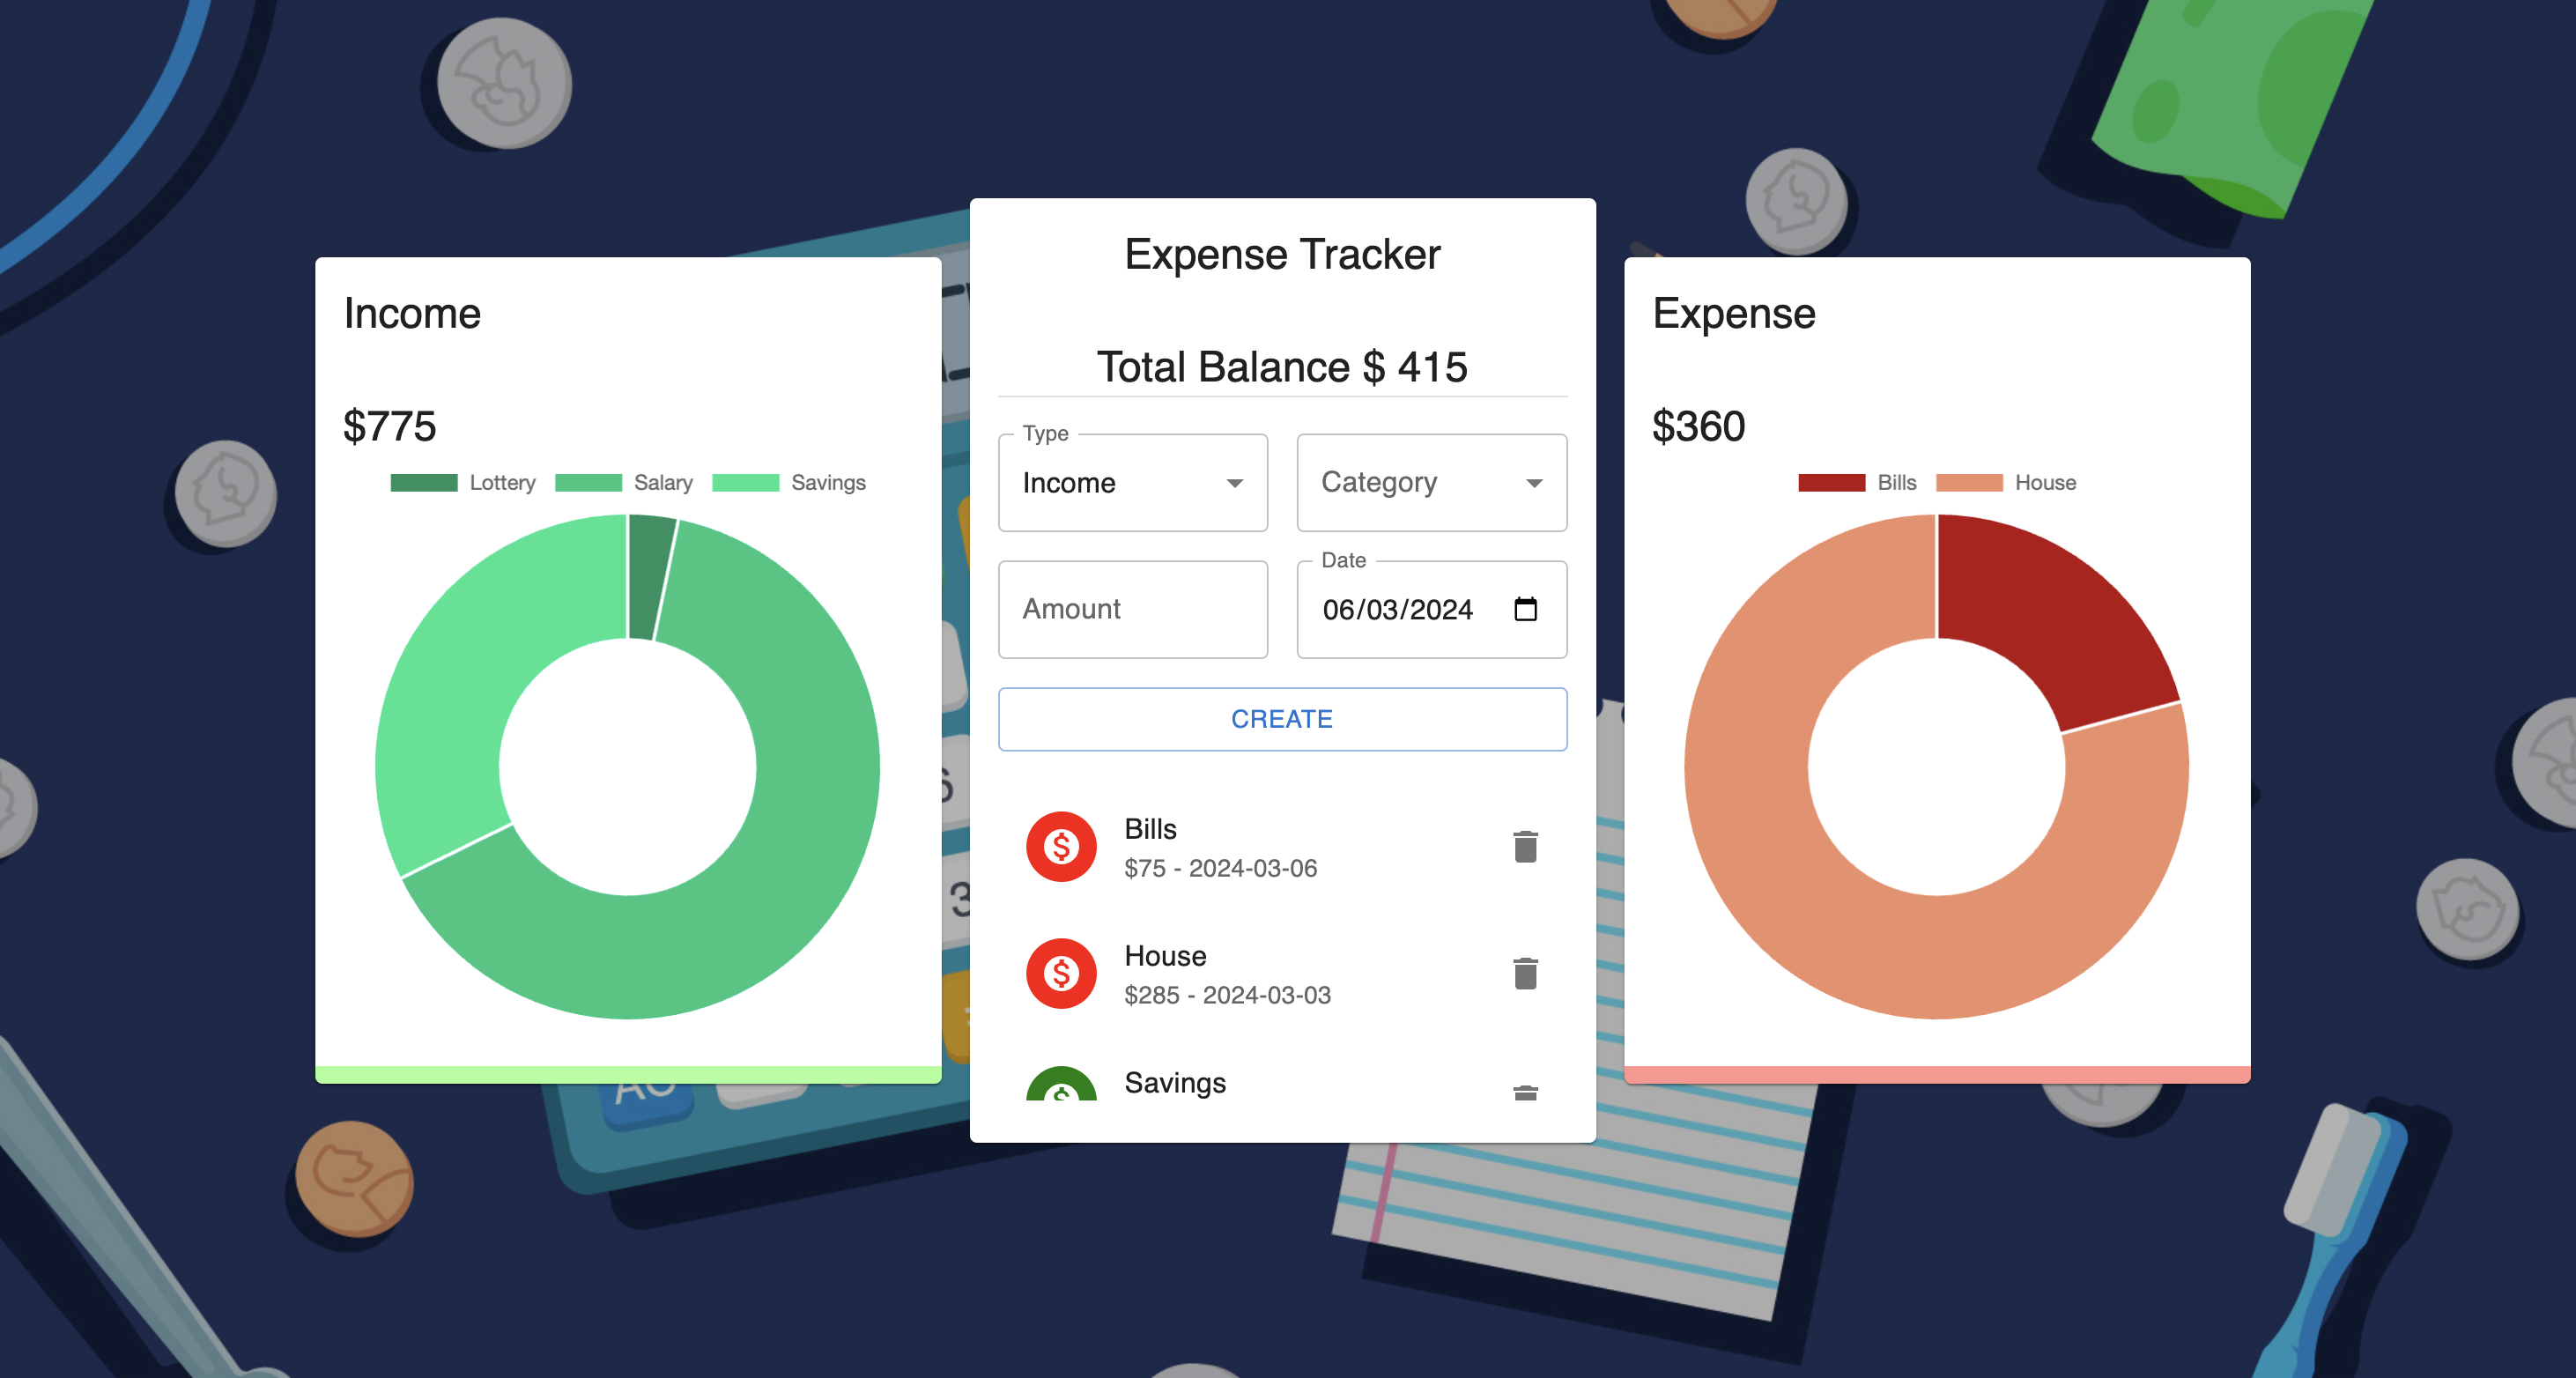 Income
$775
Lottery Salary Savings
Expense Tracker
Total Balance $ 415
Type
Income
Category
Amount
Date
06/03/2024
CREATE
Bills
$75 - 2024-03-06
House
$285 - 2024-03-03
Savings
Expense
$360
Bills House
3